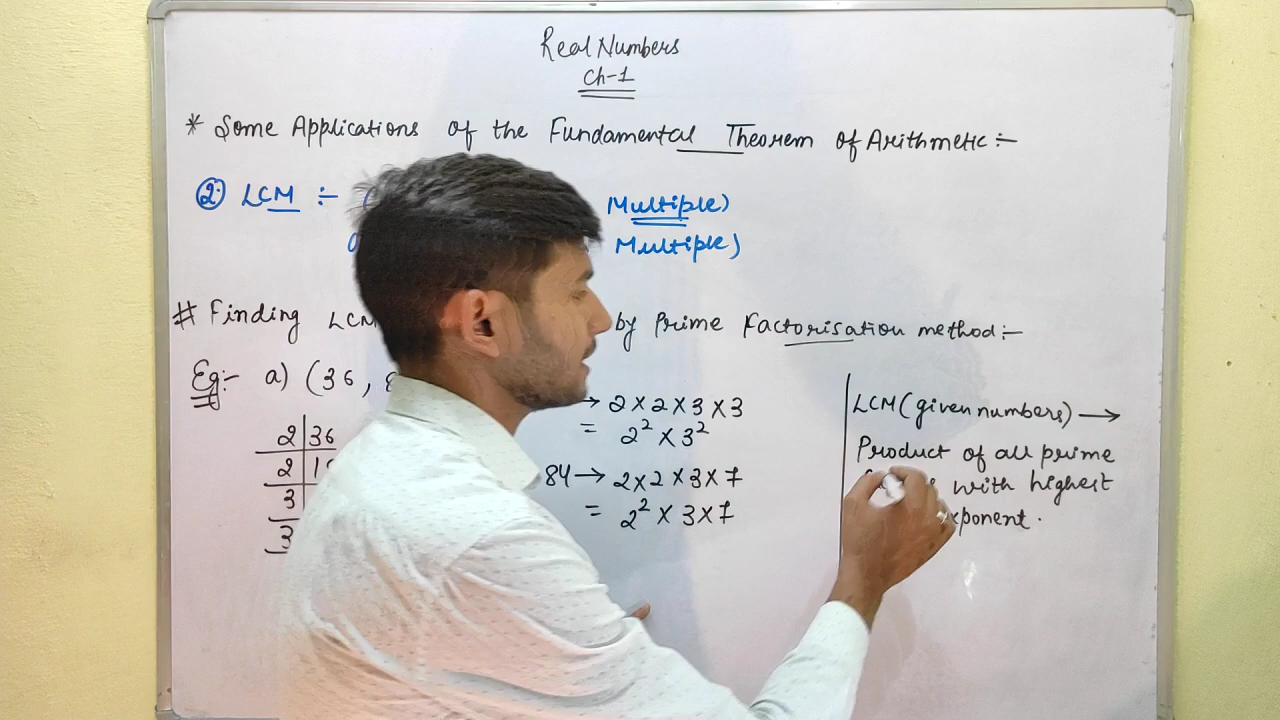 Real Numbers
Ch-1
* Some Applications of the Fundamental Theorem of Arithmetic :-
② LCM :- ( Multiple)
Multiple)
# Finding LCM by Prime Factorisation method :-
Eg:- a) (36,
2 | 36
2 | 1
3
3
→ 2 × 2 × 3 × 3
= 2² × 3²
84 → 2 × 2 × 3 × 7
= 2² × 3 × 7
LCM (given numbers) →
Product of all prime
with highest
xponent.